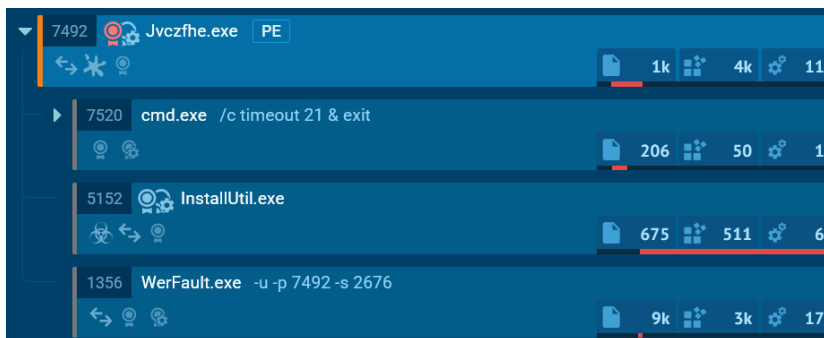 7492 Jvczfhe.exe PE
1k 4k 11
7520 cmd.exe /c timeout 21 & exit
206 50 1
5152 InstallUtil.exe
675 511 6
1356 WerFault.exe -u -p 7492 -s 2676
9k 3k 17